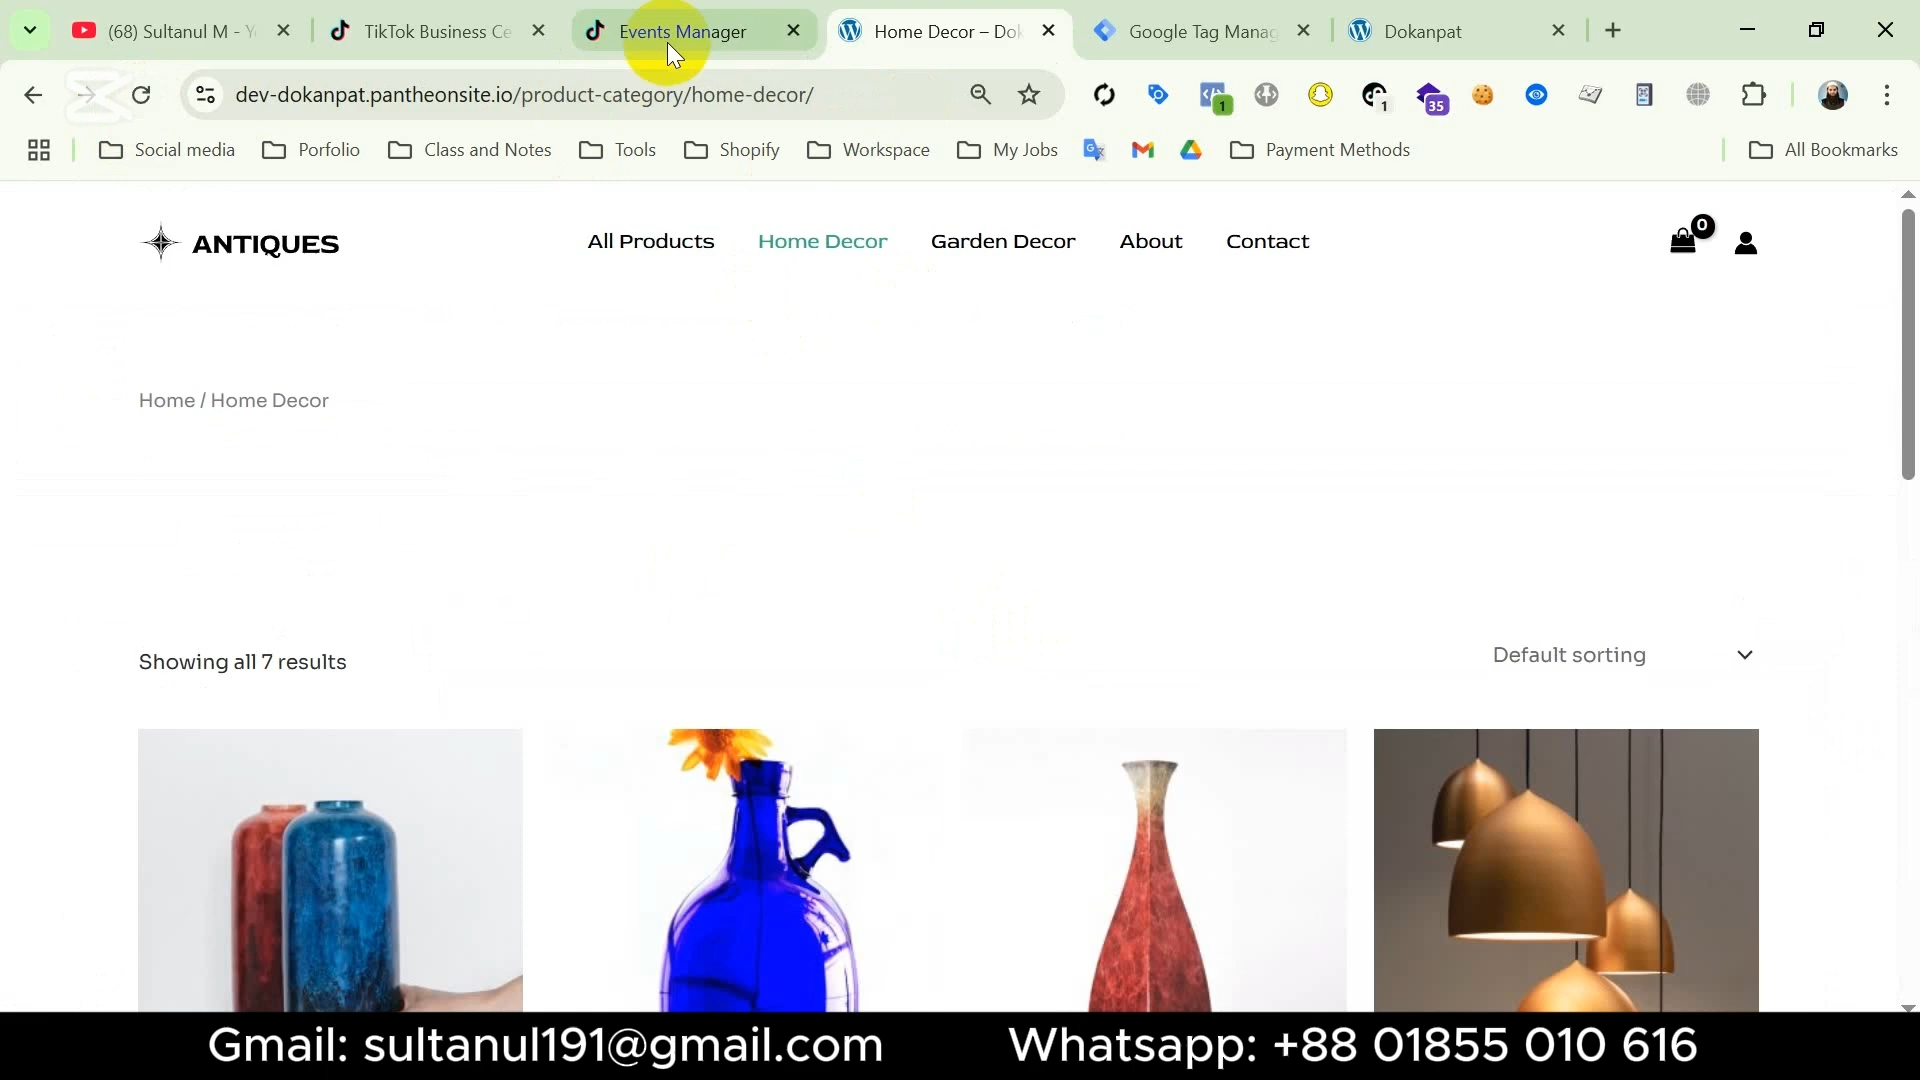 (68) Sultanul M - Y
TikTok Business Ce
Events Manager
Home Decor – Dok
Google Tag Manag
Dokanpat
dev-dokanpat.pantheonsite.io/product-category/home-decor/
1
1
35
Social media
Porfolio
Class and Notes
Tools
Shopify
Workspace
My Jobs
Payment Methods
All Bookmarks
ANTIQUES
All Products
Home Decor
Garden Decor
About
Contact
0
Home / Home Decor
Showing all 7 results
Default sorting
Gmail: sultanul191@gmail.com
Whatsapp: +88 01855 010 616